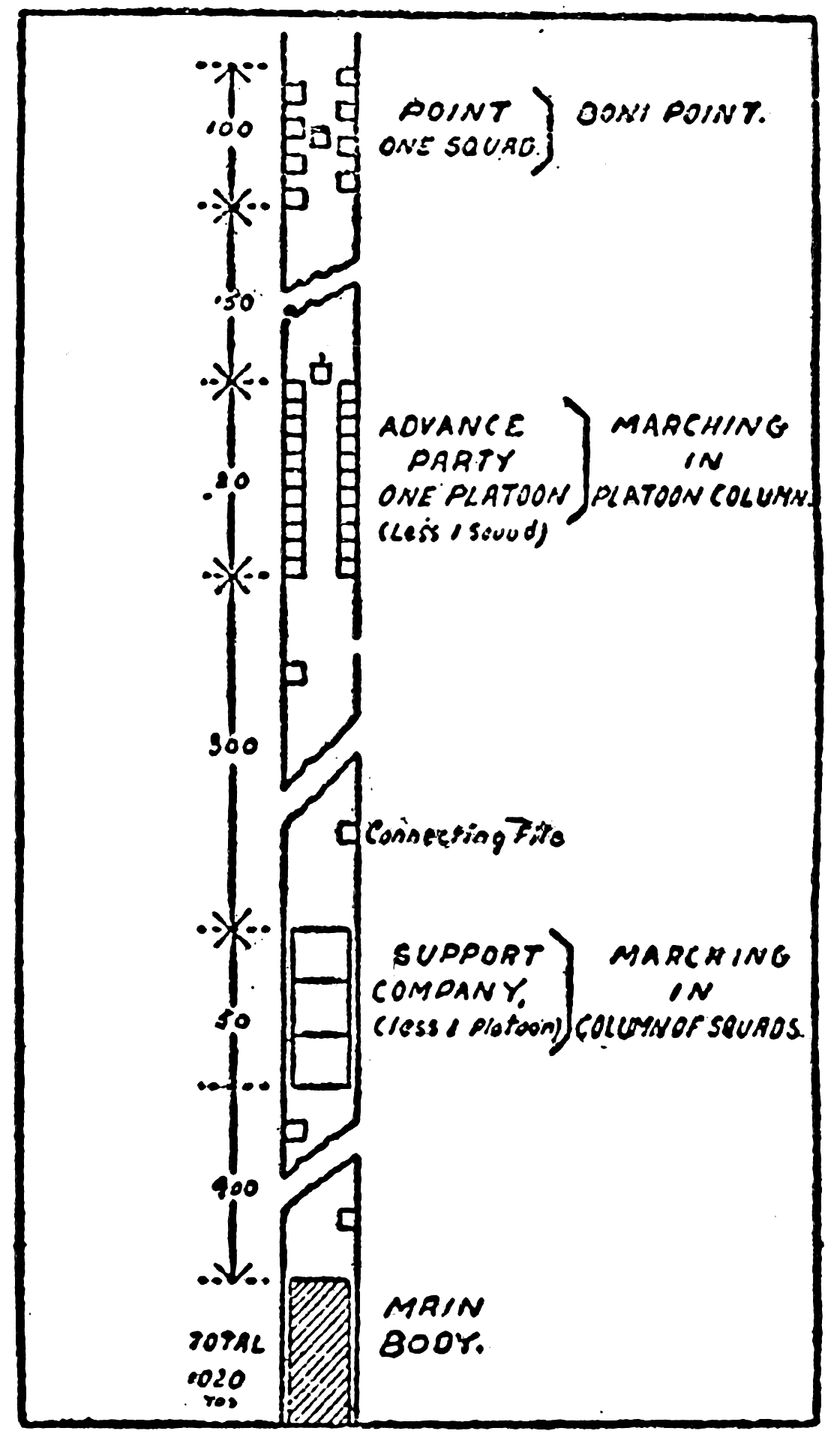 100
POINT
ONE SQUAD.
BONI POINT.
150
ADVANCE
PARTY
ONE PLATOON
(Less 1 Squad)
MARCHING
IN
PLATOON COLUMN.
20
300
Connecting File
SUPPORT
COMPANY,
(less 1 Platoon)
MARCHING
IN
COLUMN OF SQUADS.
50
400
MAIN
BODY.
TOTAL
1020
YDS